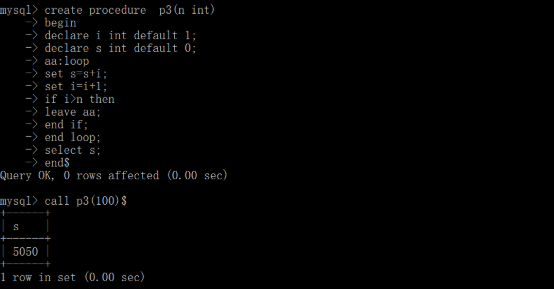 mysql> create procedure  p3(n int)
    -> begin
    -> declare i int default 1;
    -> declare s int default 0;
    -> aa:loop
    -> set s=s+i;
    -> set i=i+1;
    -> if i>n then
    -> leave aa;
    -> end if;
    -> end loop;
    -> select s;
    -> end$
Query OK, 0 rows affected (0.00 sec)
mysql> call p3(100)$
+------+
| s    |
+------+
| 5050 |
+------+
1 row in set (0.00 sec)